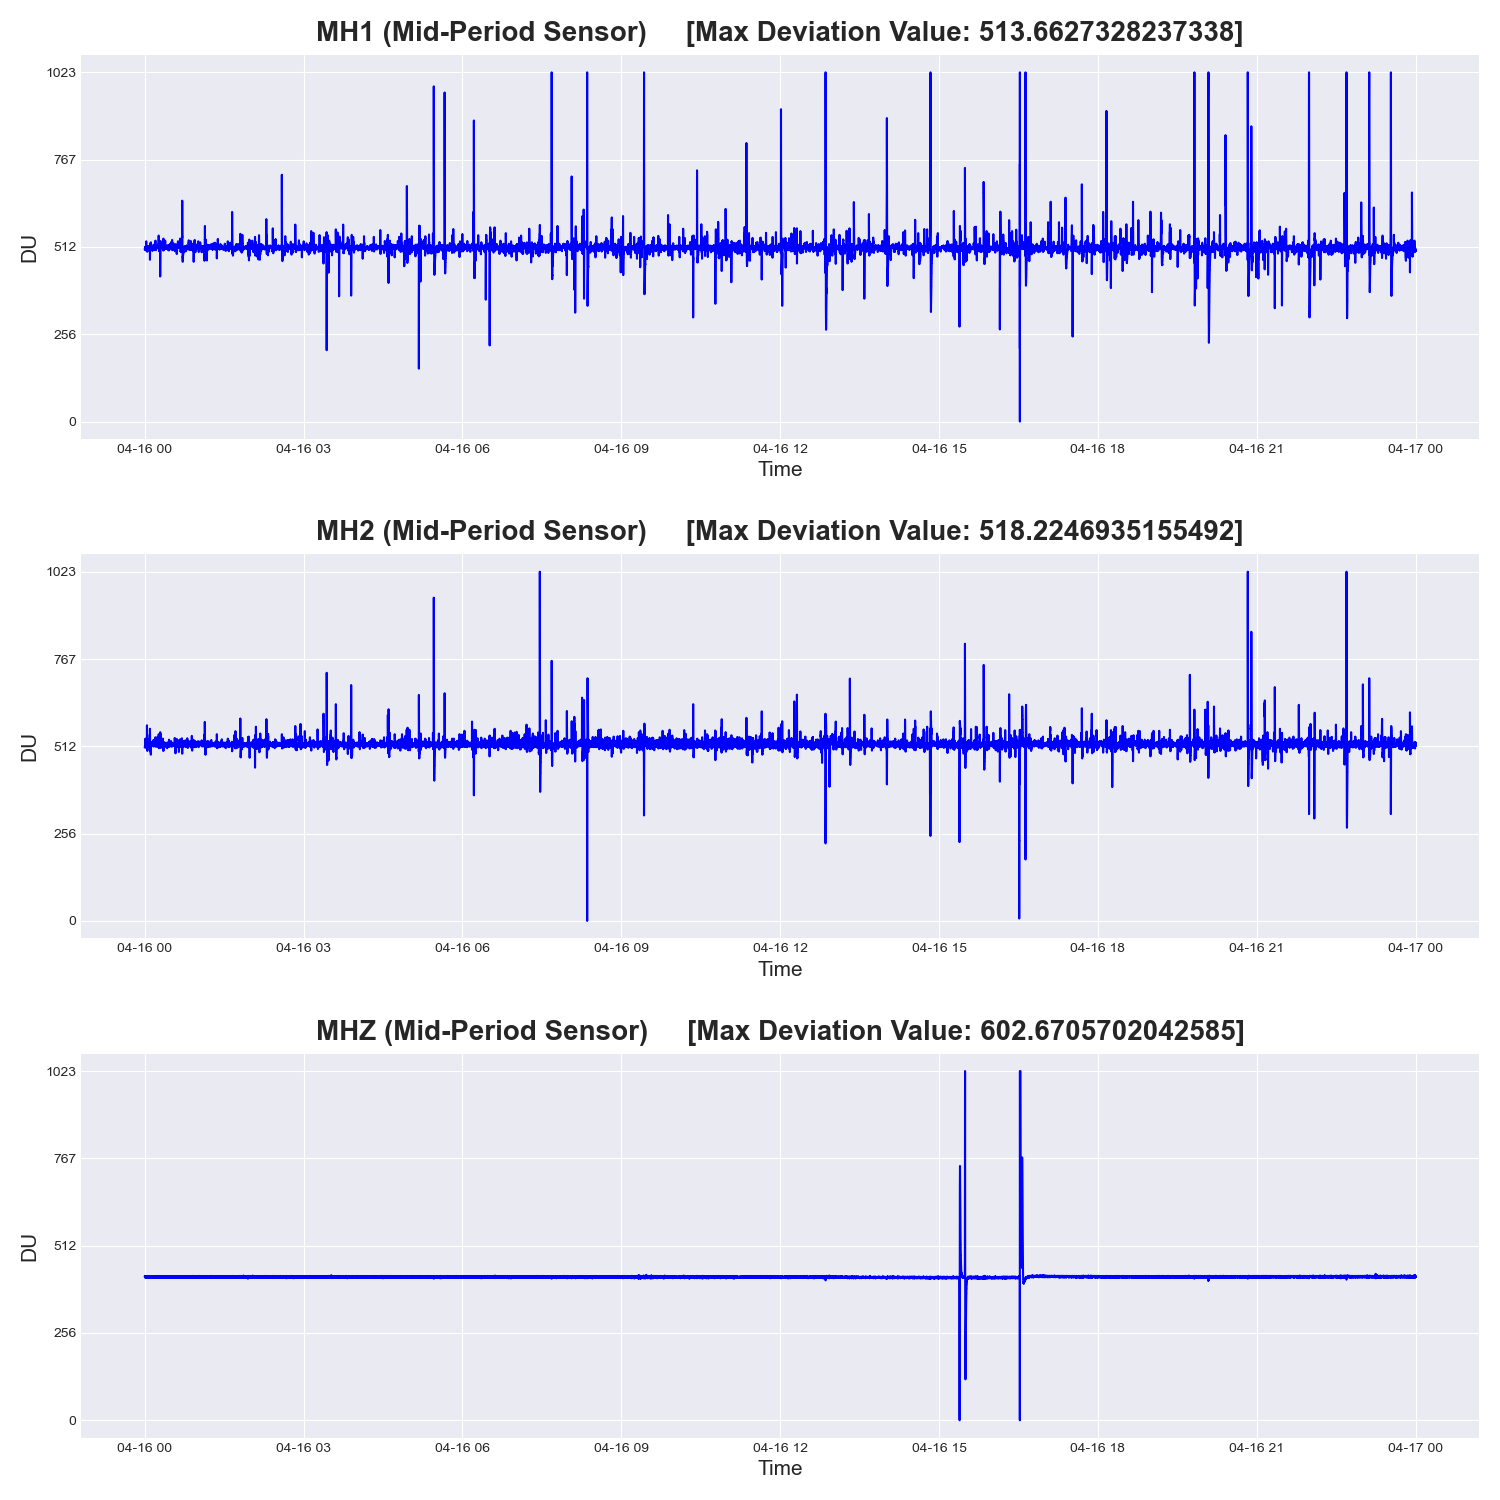 MH1 (Mid-Period Sensor) [Max Deviation Value: 513.6627328237338]
1023
767
512
256
0
DU
04-16 00 04-16 03 04-16 06 04-16 09 04-16 12 04-16 15 04-16 18 04-16 21 04-17 00
Time
MH2 (Mid-Period Sensor) [Max Deviation Value: 518.2246935155492]
1023
767
512
256
0
DU
04-16 00 04-16 03 04-16 06 04-16 09 04-16 12 04-16 15 04-16 18 04-16 21 04-17 00
Time
MHZ (Mid-Period Sensor) [Max Deviation Value: 602.6705702042585]
1023
767
512
256
0
DU
04-16 00 04-16 03 04-16 06 04-16 09 04-16 12 04-16 15 04-16 18 04-16 21 04-17 00
Time